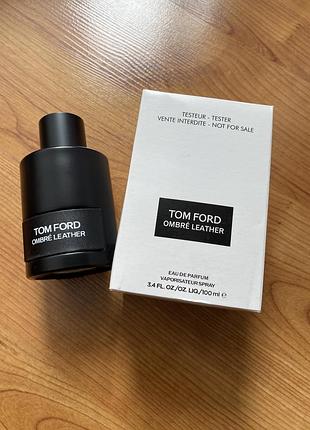 TOM FORD
OMBRÉ LEATHER
TESTEUR - TESTER
VENTE INTERDITE - NOT FOR SALE
TOM FORD
OMBRÉ LEATHER
EAU DE PARFUM
VAPORISATEUR SPRAY
3.4 FL. OZ./OZ. LIQ./100 ml ℮